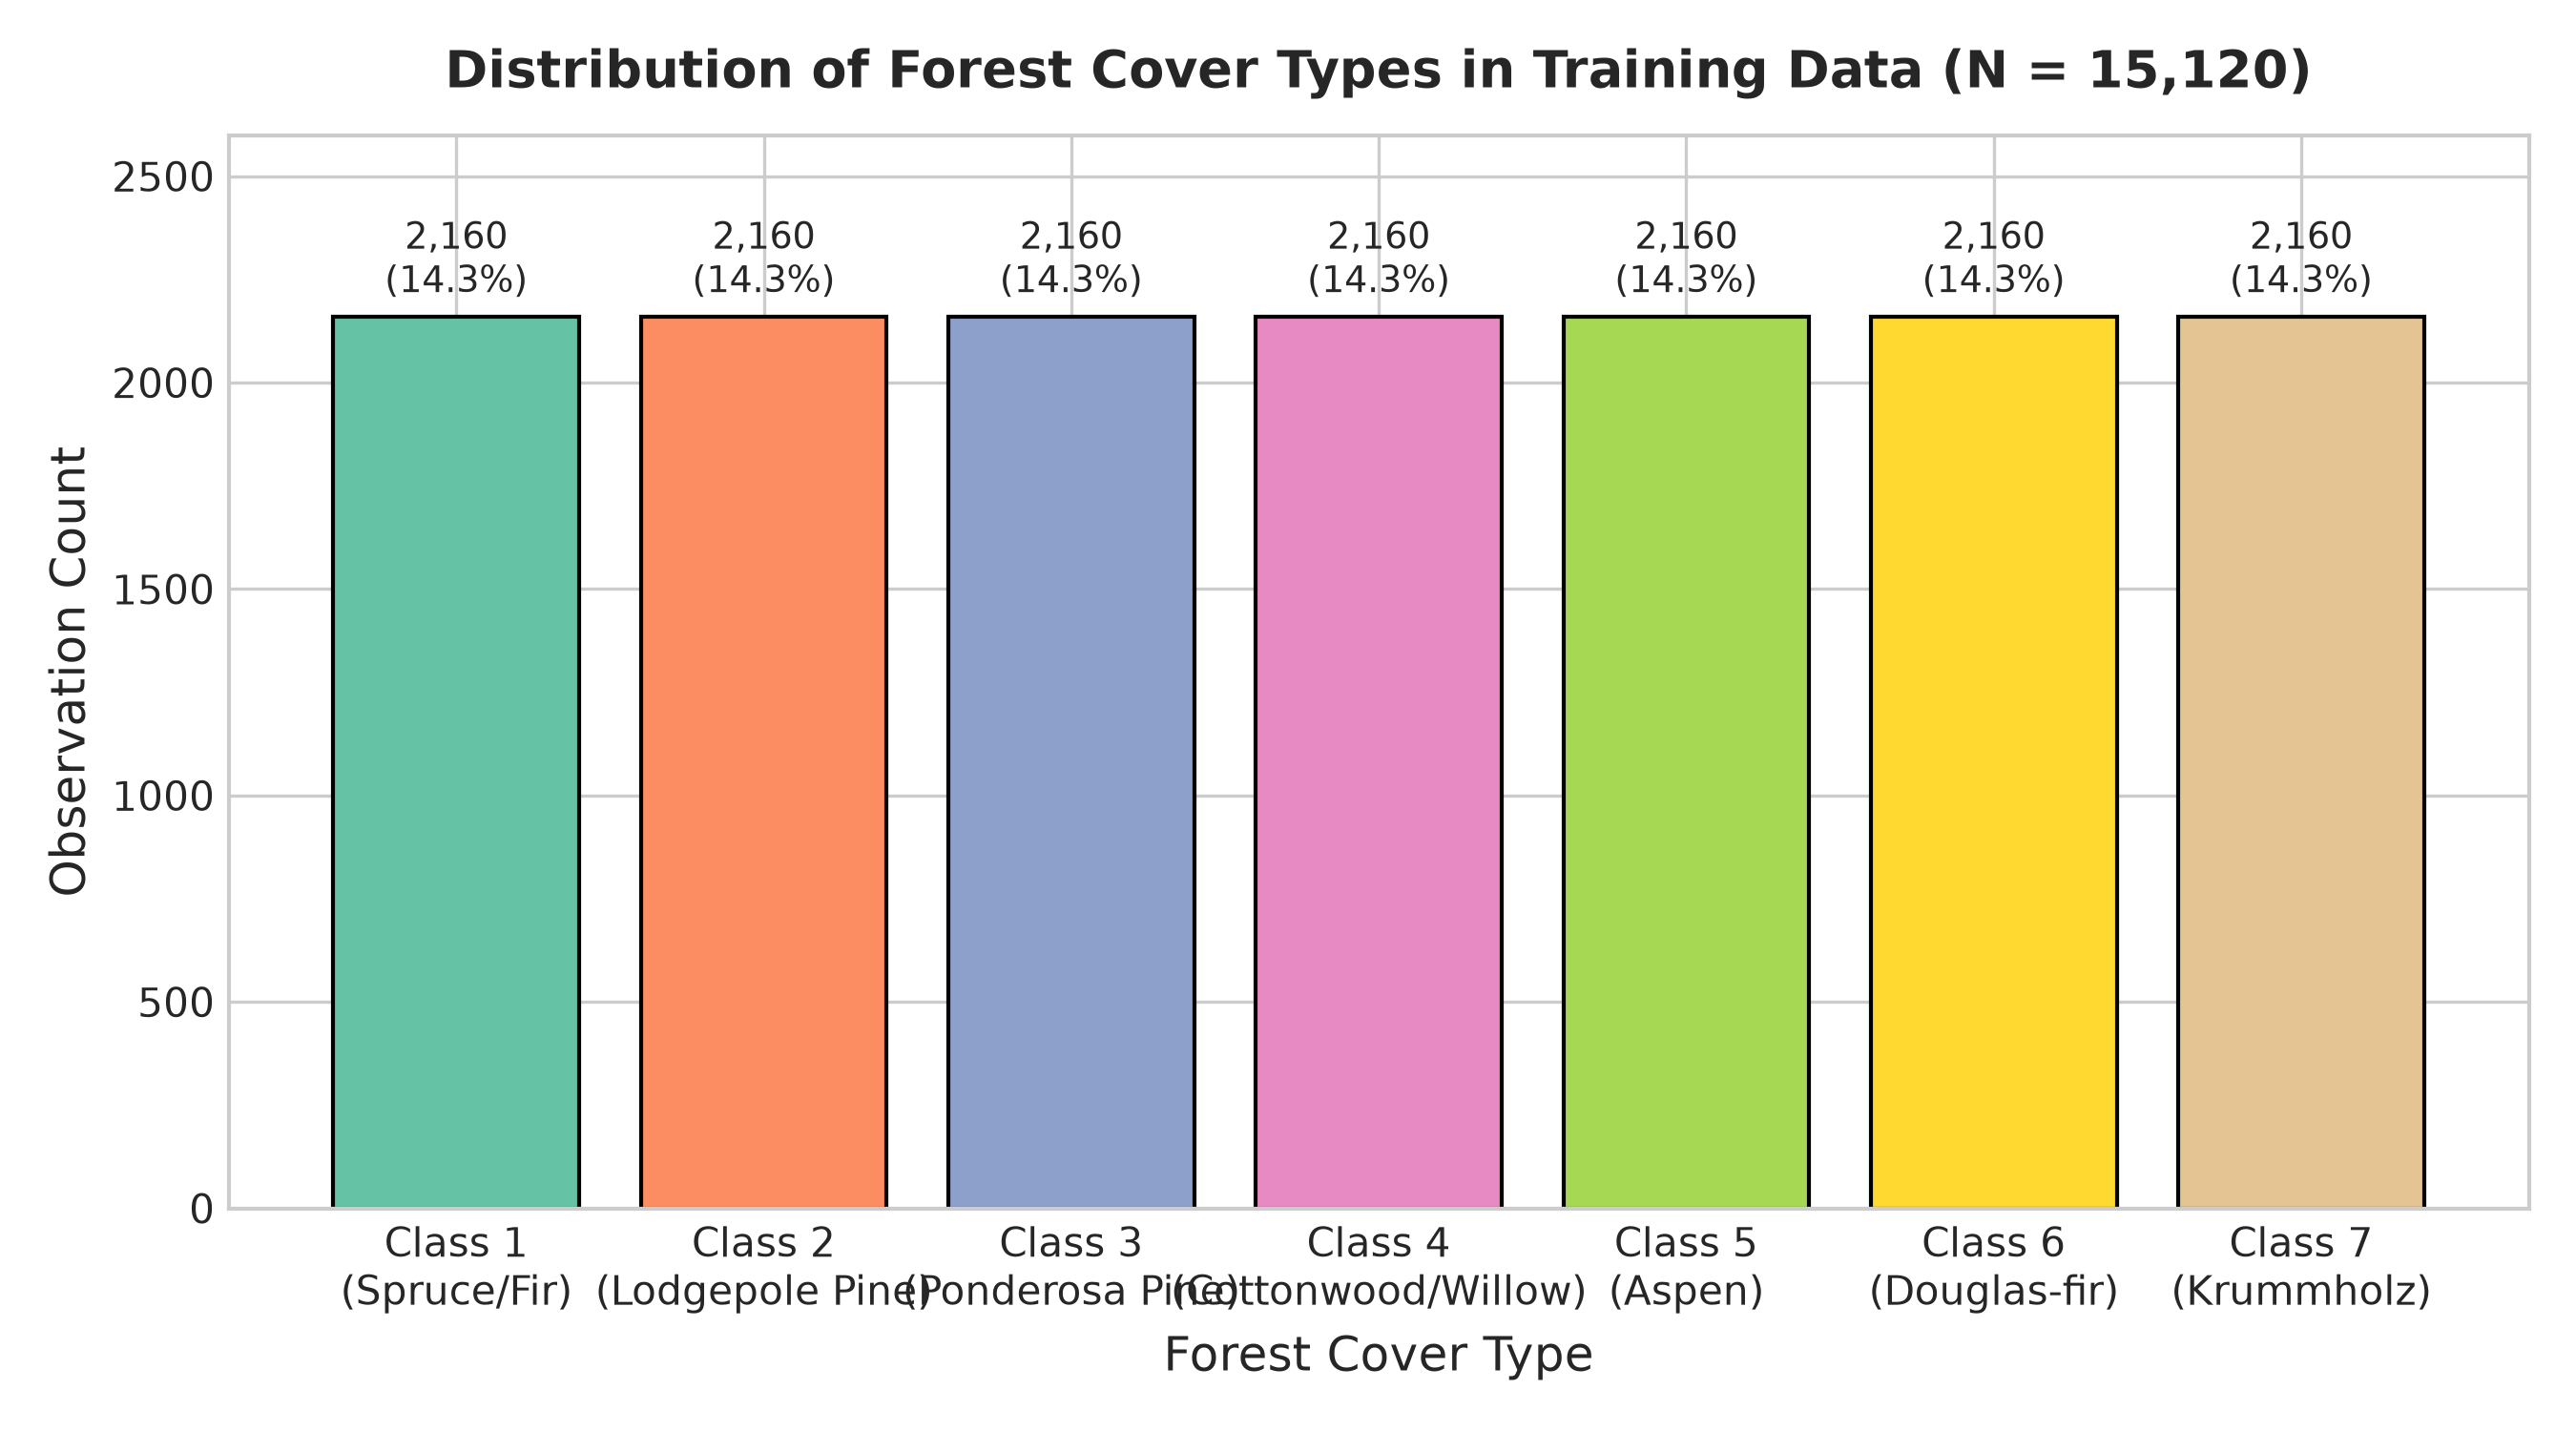 Distribution of Forest Cover Types in Training Data (N = 15,120)
Observation Count
2500
2000
1500
1000
500
0
2,160
(14.3%)
2,160
(14.3%)
2,160
(14.3%)
2,160
(14.3%)
2,160
(14.3%)
2,160
(14.3%)
2,160
(14.3%)
Class 1
(Spruce/Fir)
Class 2
(Lodgepole Pine)
Class 3
(Ponderosa Pine)
Class 4
(Cottonwood/Willow)
Class 5
(Aspen)
Class 6
(Douglas-fir)
Class 7
(Krummholz)
Forest Cover Type